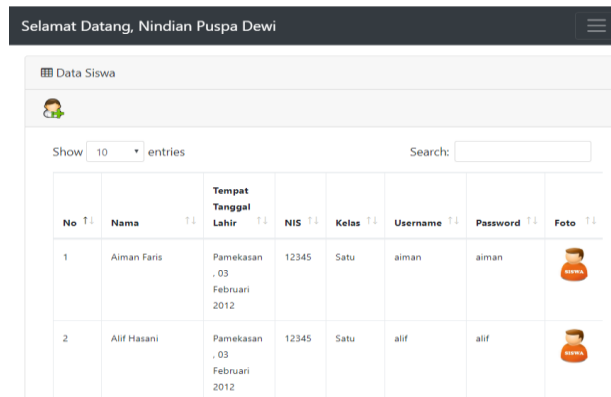 Selamat Datang, Nindian Puspa Dewi
Data Siswa
Show 10 entries Search:
No Nama Tempat Tanggal Lahir NIS Kelas Username Password Foto
1 Aiman Faris Pamekasan 12345 Satu aiman aiman SISWA
, 03
Februari
2012
2 Alif Hasani Pamekasan 12345 Satu alif alif SISWA
, 03
Februari
2012